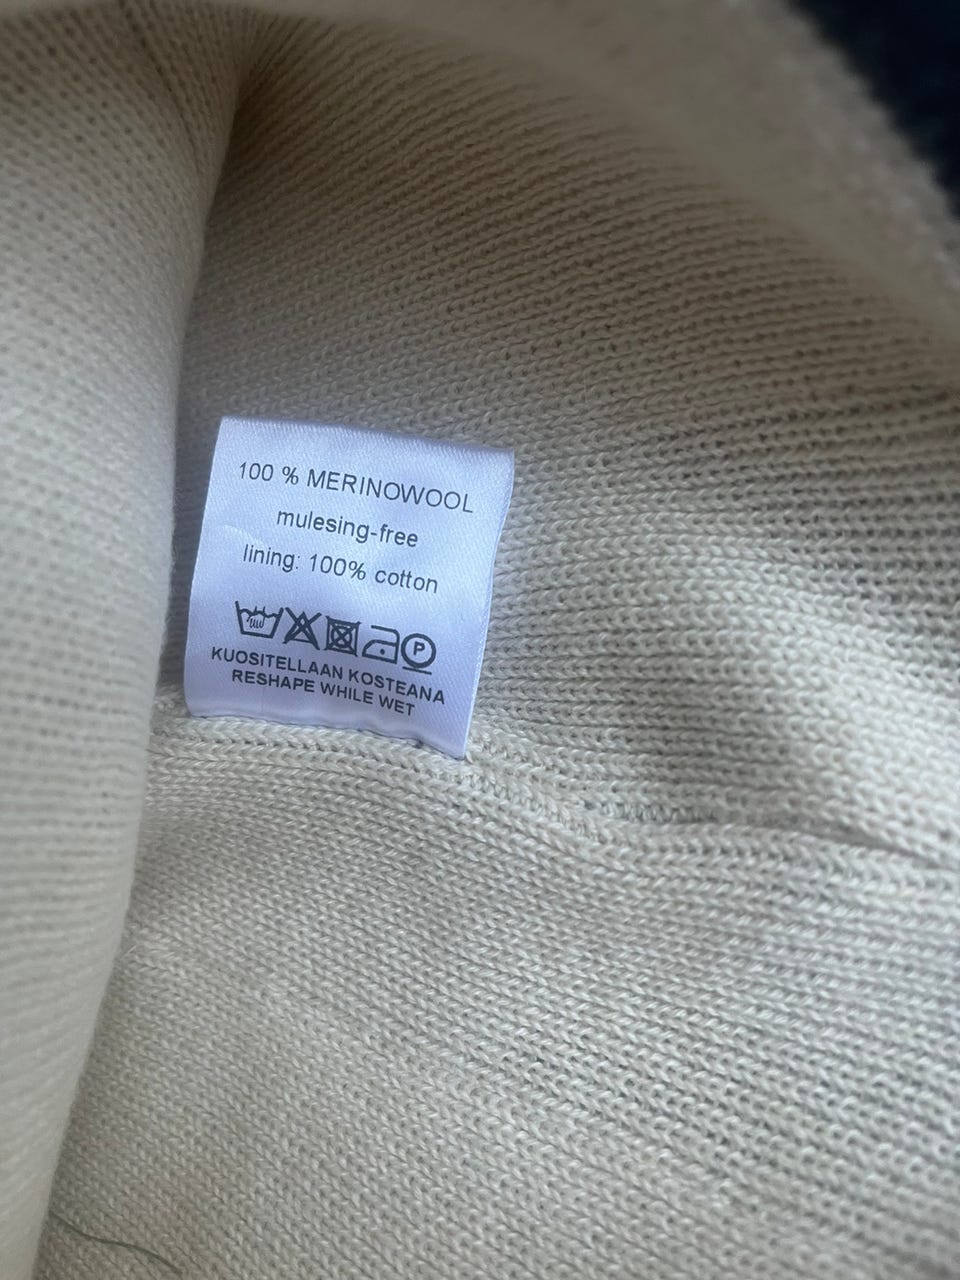 100 % MERINOWOOL
mulesing-free
lining: 100% cotton
P
KUOSITELLAAN KOSTEANA
RESHAPE WHILE WET